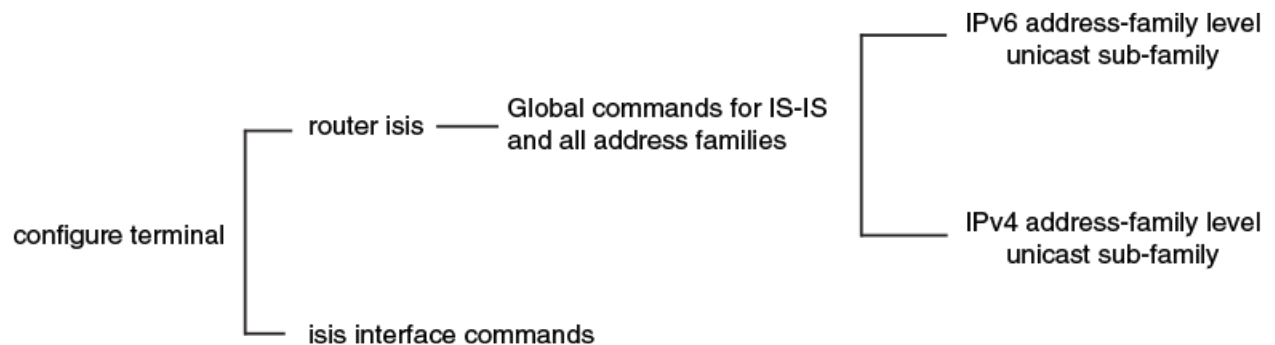 IPv6 address-family level
unicast sub-family
Global commands for IS-IS
router isis
and all address families
IPv4 address-family level
configure terminal
unicast sub-family
isis interface commands